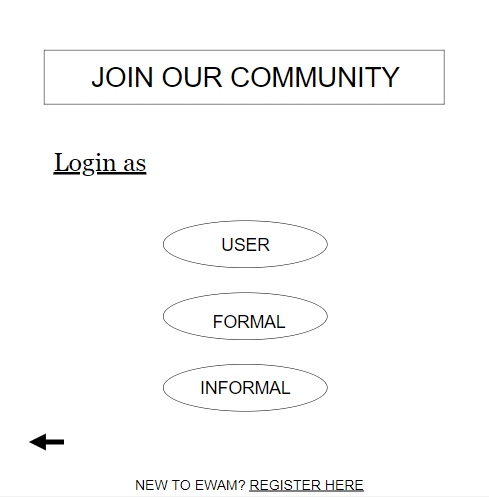 JOIN OUR COMMUNITY
Login as
USER
FORMAL
INFORMAL
NEW TO EWAM? REGISTER HERE